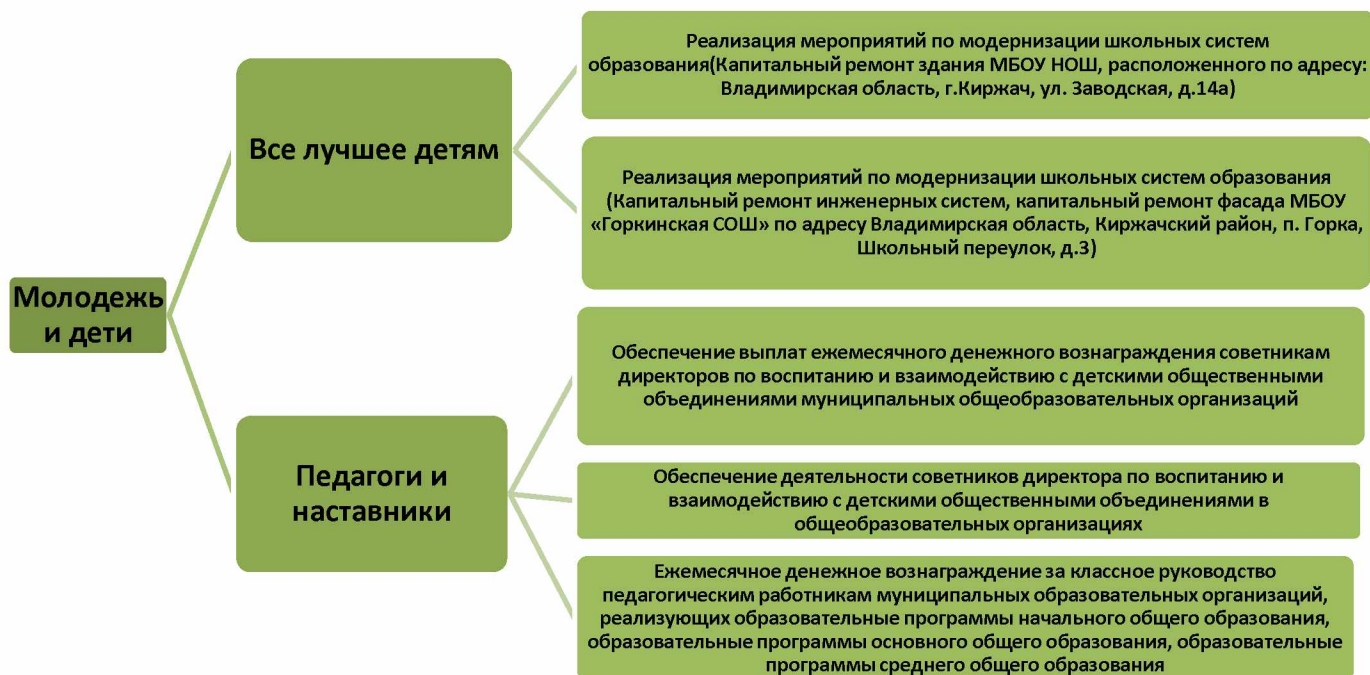 Молодежь
и дети
Все лучшее детям
Реализация мероприятий по модернизации школьных систем
образования(Капитальный ремонт здания МБОУ НОШ, расположенного по адресу:
Владимирская область, г.Киржач, ул. Заводская, д.14а)
Реализация мероприятий по модернизации школьных систем образования
(Капитальный ремонт инженерных систем, капитальный ремонт фасада МБОУ
«Горкинская СОШ» по адресу Владимирская область, Киржачский район, п. Горка,
Школьный переулок, д.3)
Педагоги и
наставники
Обеспечение выплат ежемесячного денежного вознаграждения советникам
директоров по воспитанию и взаимодействию с детскими общественными
объединениями муниципальных общеобразовательных организаций
Обеспечение деятельности советников директора по воспитанию и
взаимодействию с детскими общественными объединениями в
общеобразовательных организациях
Ежемесячное денежное вознаграждение за классное руководство
педагогическим работникам муниципальных образовательных организаций,
реализующих образовательные программы начального общего образования,
образовательные программы основного общего образования, образовательные
программы среднего общего образования